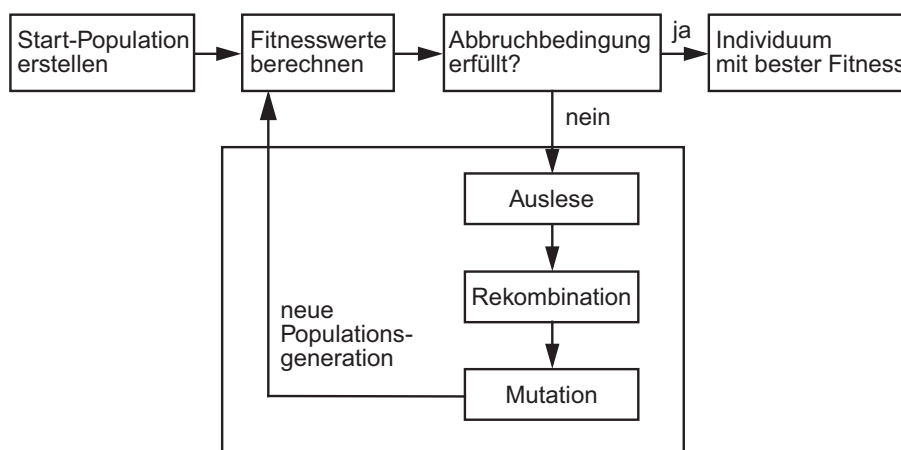 Start-Population
erstellen
Fitnesswerte
berechnen
Abbruchbedingung
erfüllt?
ja
Individuum
mit bester Fitness
nein
Auslese
Rekombination
neue
Populations-
generation
Mutation